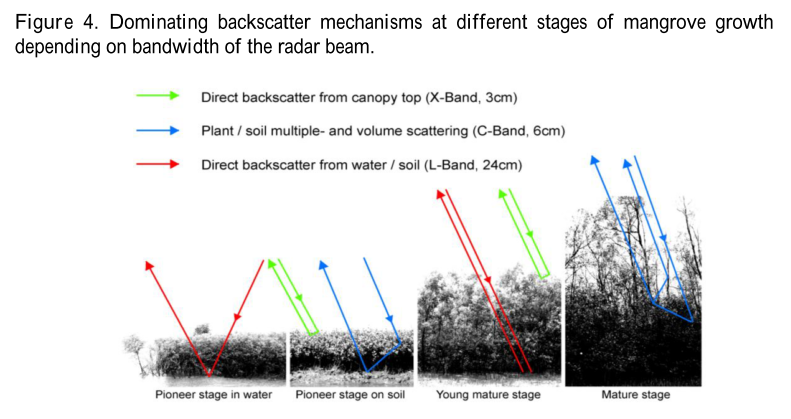 Figure 4. Dominating backscatter mechanisms at different stages of mangrove growth
depending on bandwidth of the radar beam.
Direct backscatter from canopy top (X-Band, 3cm)
Plant / soil multiple- and volume scattering (C-Band, 6cm)
Direct backscatter from water / soil (L-Band, 24cm)
Pioneer stage in water
Pioneer stage on soil
Young mature stage
Mature stage